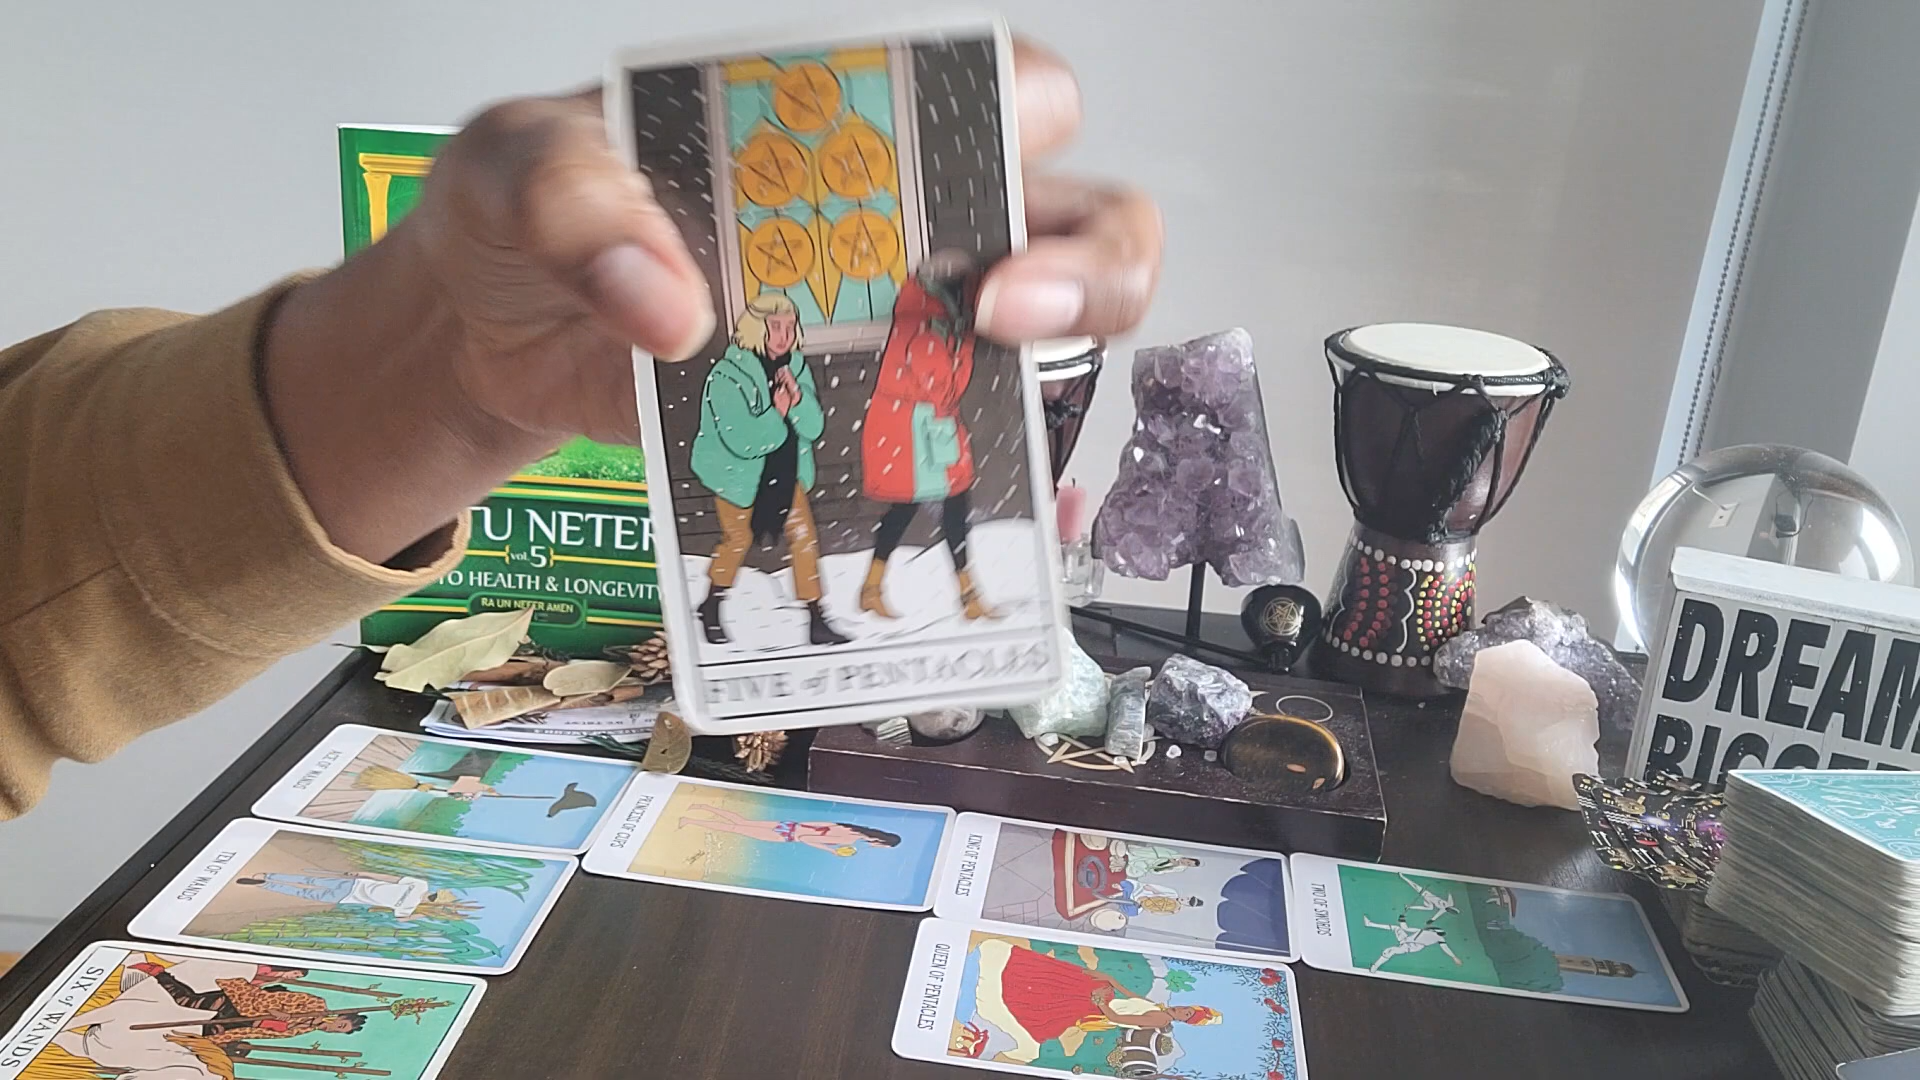 FIVE of PENTACLES
TU NETER
vol. 5
TO HEALTH & LONGEVITY
RA UN NEFER AMEN
ACE OF WANDS
TEN OF WANDS
SIX of WANDS
PRINCESS OF CUPS
KING OF PENTACLES
QUEEN OF PENTACLES
TWO OF SWORDS
DREAM